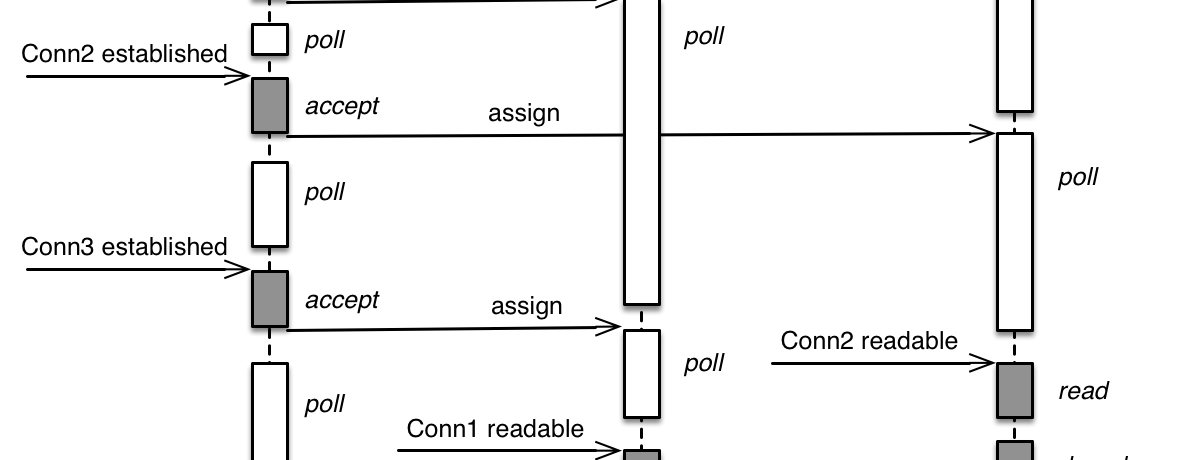 poll
poll
Conn2 established
accept
assign
poll
poll
Conn3 established
accept
assign
Conn2 readable
poll
read
poll
Conn1 readable